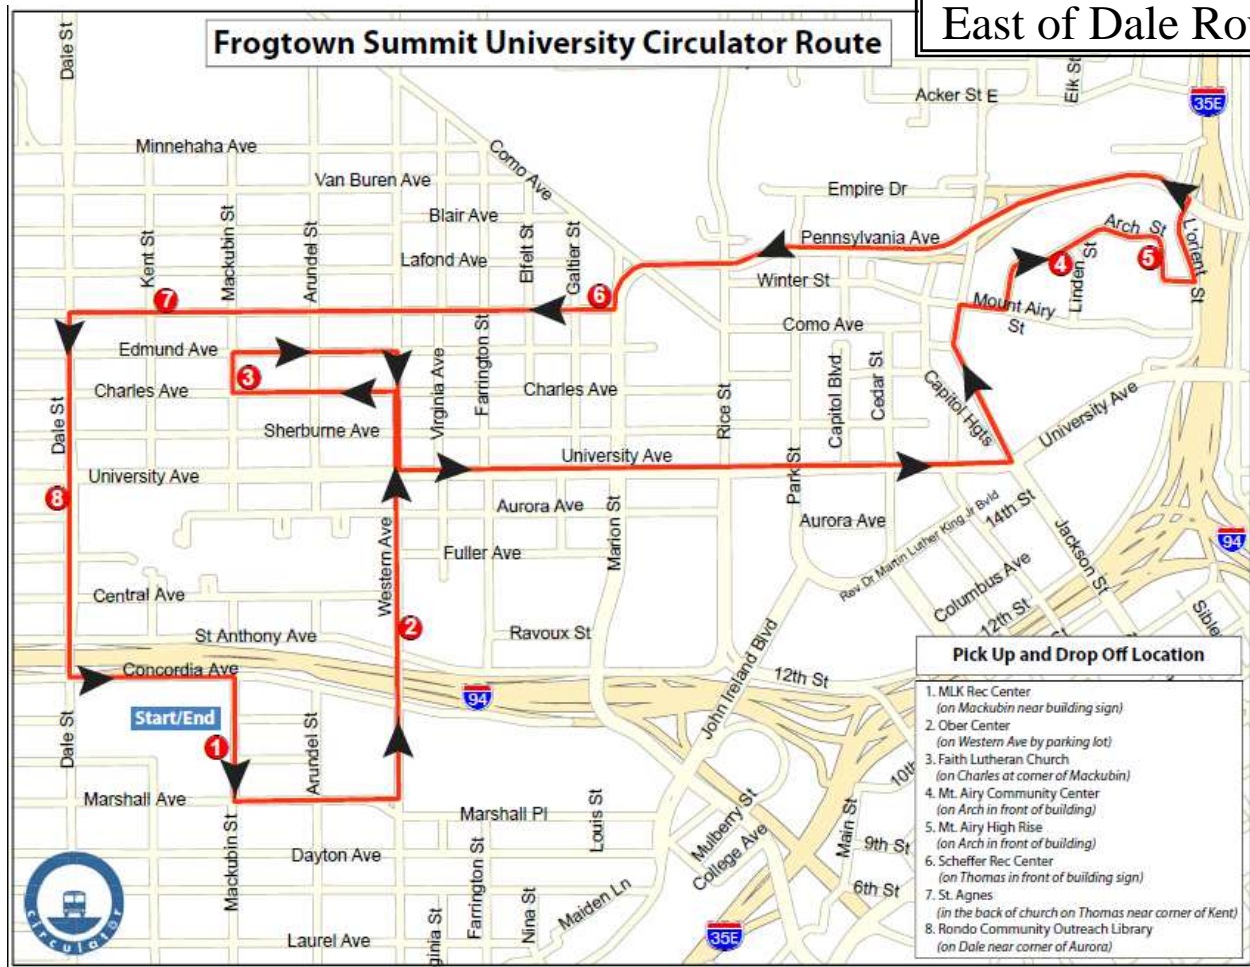 East of Dale Ro
Frogtown Summit University Circulator Route
Dale St
Acker St E
Elk St
35E
Minnehaha Ave
Como Ave
Van Buren Ave
Empire Dr
Blair Ave
Arch St
L'orient St
Kent St
Mackubin St
Arundel St
Elfelt St
Galtier St
Pennsylvania Ave
Lafond Ave
4
5
Linden St
Winter St
7
6
Mount Airy St
Como Ave
Edmund Ave
Farrington St
Virginia Ave
3
Charles Ave
Charles Ave
Rice St
Capitol Blvd
Cedar St
Capitol Hgts
University Ave
Dale St
Sherburne Ave
University Ave
University Ave
Park St
8
Aurora Ave
Marion St
Aurora Ave
Rev Dr Martin Luther King Jr Bvld
14th St
Jackson St
94
Western Ave
Fuller Ave
Columbus Ave
Central Ave
12th St
2
St Anthony Ave
Ravoux St
John Ireland Blvd
Concordia Ave
94
12th St
Start/End
1
Dale St
Arundel St
10th
Marshall Ave
Marshall Pl
Louis St
Mulberry St
College Ave
Main St
9th St
Mackubin St
Dayton Ave
Farrington St
6th St
Nina St
Maiden Ln
ginia St
35E
Laurel Ave
circulator
Sible
Pick Up and Drop Off Location
1. MLK Rec Center
(on Mackubin near building sign)
2. Ober Center
(on Western Ave by parking lot)
3. Faith Lutheran Church
(on Charles at corner of Mackubin)
4. Mt. Airy Community Center
(on Arch in front of building)
5. Mt. Airy High Rise
(on Arch in front of building)
6. Scheffer Rec Center
(on Thomas in front of building sign)
7. St. Agnes
(in the back of church on Thomas near corner of Kent)
8. Rondo Community Outreach Library
(on Dale near corner of Aurora)